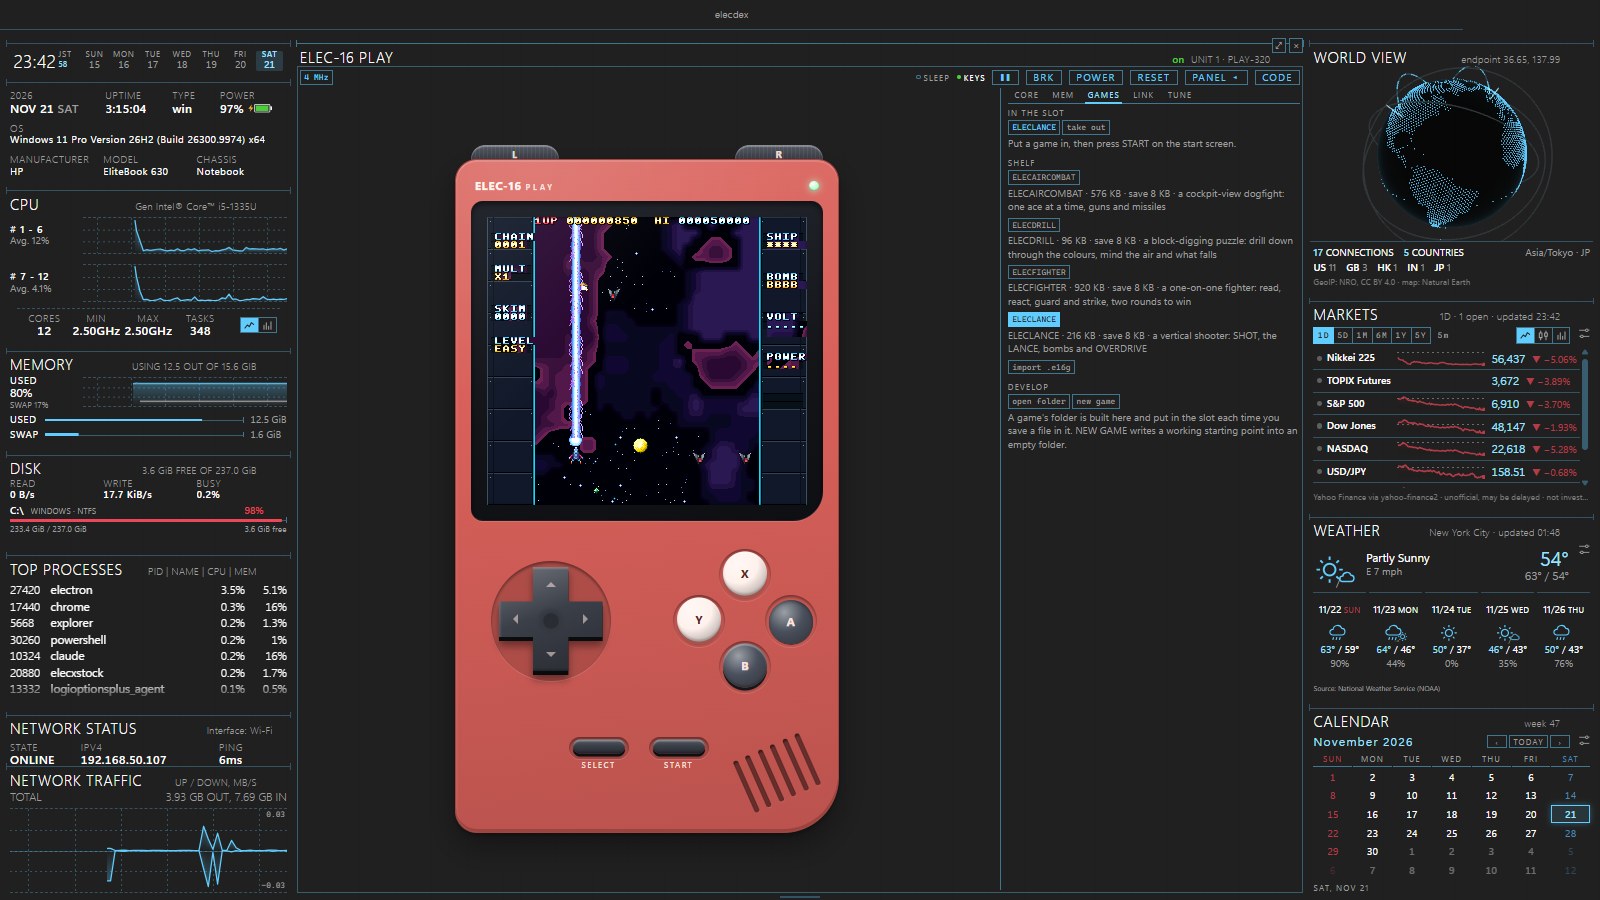 elecdex
23:42 JST 58
SUN MON TUE WED THU FRI SAT
15 16 17 18 19 20 21
2026 UPTIME TYPE POWER
NOV 21 SAT 3:15:04 win 97%
OS
Windows 11 Pro Version 26H2 (Build 26300.9974) x64
MANUFACTURER MODEL CHASSIS
HP EliteBook 630 Notebook
CPU Gen Intel® Core™ i5-1335U
# 1 - 6
Avg. 12%
# 7 - 12
Avg. 4.1%
CORES MIN MAX TASKS
12 2.50GHz 2.50GHz 348
MEMORY USING 12.5 OUT OF 15.6 GIB
USED
80%
SWAP 17%
USED 12.5 GiB
SWAP 1.6 GiB
DISK 3.6 GIB FREE OF 237.0 GIB
READ WRITE BUSY
0 B/s 17.7 KiB/s 0.2%
C:\ WINDOWS · NTFS 98%
233.4 GiB / 237.0 GiB 3.6 GiB free
TOP PROCESSES PID | NAME | CPU | MEM
27420 electron 3.5% 5.1%
17440 chrome 0.3% 16%
5668 explorer 0.2% 1.3%
30260 powershell 0.2% 1%
10324 claude 0.2% 16%
20880 elecxstock 0.2% 1.7%
13332 logioptionsplus_agent 0.1% 0.5%
NETWORK STATUS Interface: Wi-Fi
STATE IPV4 PING
ONLINE 192.168.50.107 6ms
NETWORK TRAFFIC UP / DOWN, MB/S
TOTAL 3.93 GB OUT, 7.69 GB IN
0.03
-0.03
ELEC-16 PLAY on UNIT 1 · PLAY-320
4 MHz SLEEP KEYS BRK POWER RESET PANEL CODE
L R
ELEC-16 PLAY
1UP 000000850 HI 000050000
CHAIN
0001
MULT
X1
SKIM
0000
LEVEL
EASY
SHIP
BOMB
BBBB
VOLT
POWER
X
Y A
B
SELECT START
CORE MEM GAMES LINK TUNE
IN THE SLOT
ELECLANCE take out
Put a game in, then press START on the start screen.
SHELF
ELECAIRCOMBAT
ELECAIRCOMBAT · 576 KB · save 8 KB · a cockpit-view dogfight:
one ace at a time, guns and missiles
ELECDRILL
ELECDRILL · 96 KB · save 8 KB · a block-digging puzzle: drill down
through the colours, mind the air and what falls
ELECFIGHTER
ELECFIGHTER · 920 KB · save 8 KB · a one-on-one fighter: read,
react, guard and strike, two rounds to win
ELECLANCE
ELECLANCE · 216 KB · save 8 KB · a vertical shooter: SHOT, the
LANCE, bombs and OVERDRIVE
import .e16g
DEVELOP
open folder new game
A game's folder is built here and put in the slot each time you
save a file in it. NEW GAME writes a working starting point into an
empty folder.
WORLD VIEW endpoint 36.65, 137.99
17 CONNECTIONS 5 COUNTRIES Asia/Tokyo · JP
US 11 GB 3 HK 1 IN 1 JP 1
GeoIP: NRO, CC BY 4.0 · map: Natural Earth
MARKETS 1D · 1 open · updated 23:42
1D 5D 1M 6M 1Y 5Y 5m
Nikkei 225 56,437 ▼ −5.06%
TOPIX Futures 3,672 ▼ −3.89%
S&P 500 6,910 ▼ −3.70%
Dow Jones 48,147 ▼ −1.93%
NASDAQ 22,618 ▼ −5.28%
USD/JPY 158.51 ▼ −0.68%
Yahoo Finance via yahoo-finance2 · unofficial, may be delayed · not invest...
WEATHER New York City · updated 01:48
Partly Sunny 54°
E 7 mph 63° / 54°
11/22 SUN 11/23 MON 11/24 TUE 11/25 WED 11/26 THU
63° / 59° 64° / 46° 50° / 37° 46° / 43° 50° / 43°
90% 44% 0% 35% 76%
Source: National Weather Service (NOAA)
CALENDAR week 47
November 2026 ‹ TODAY ›
SUN MON TUE WED THU FRI SAT
1 2 3 4 5 6 7
8 9 10 11 12 13 14
15 16 17 18 19 20 21
22 23 24 25 26 27 28
29 30 1 2 3 4 5
6 7 8 9 10 11 12
SAT, NOV 21